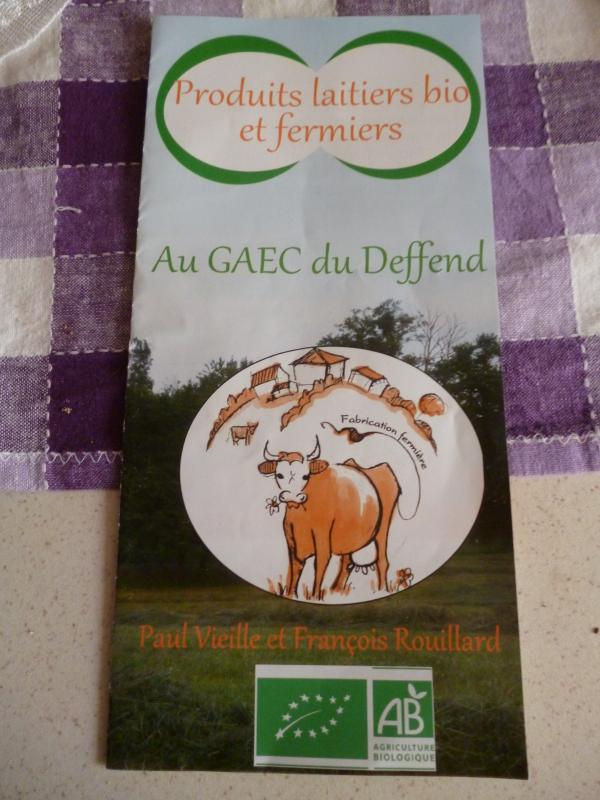 Produits laitiers bio
et fermiers
Au GAEC du Deffend
Fabrication fermière
Paul Vieille et François Rouillard
AB
AGRICULTURE
BIOLOGIQUE